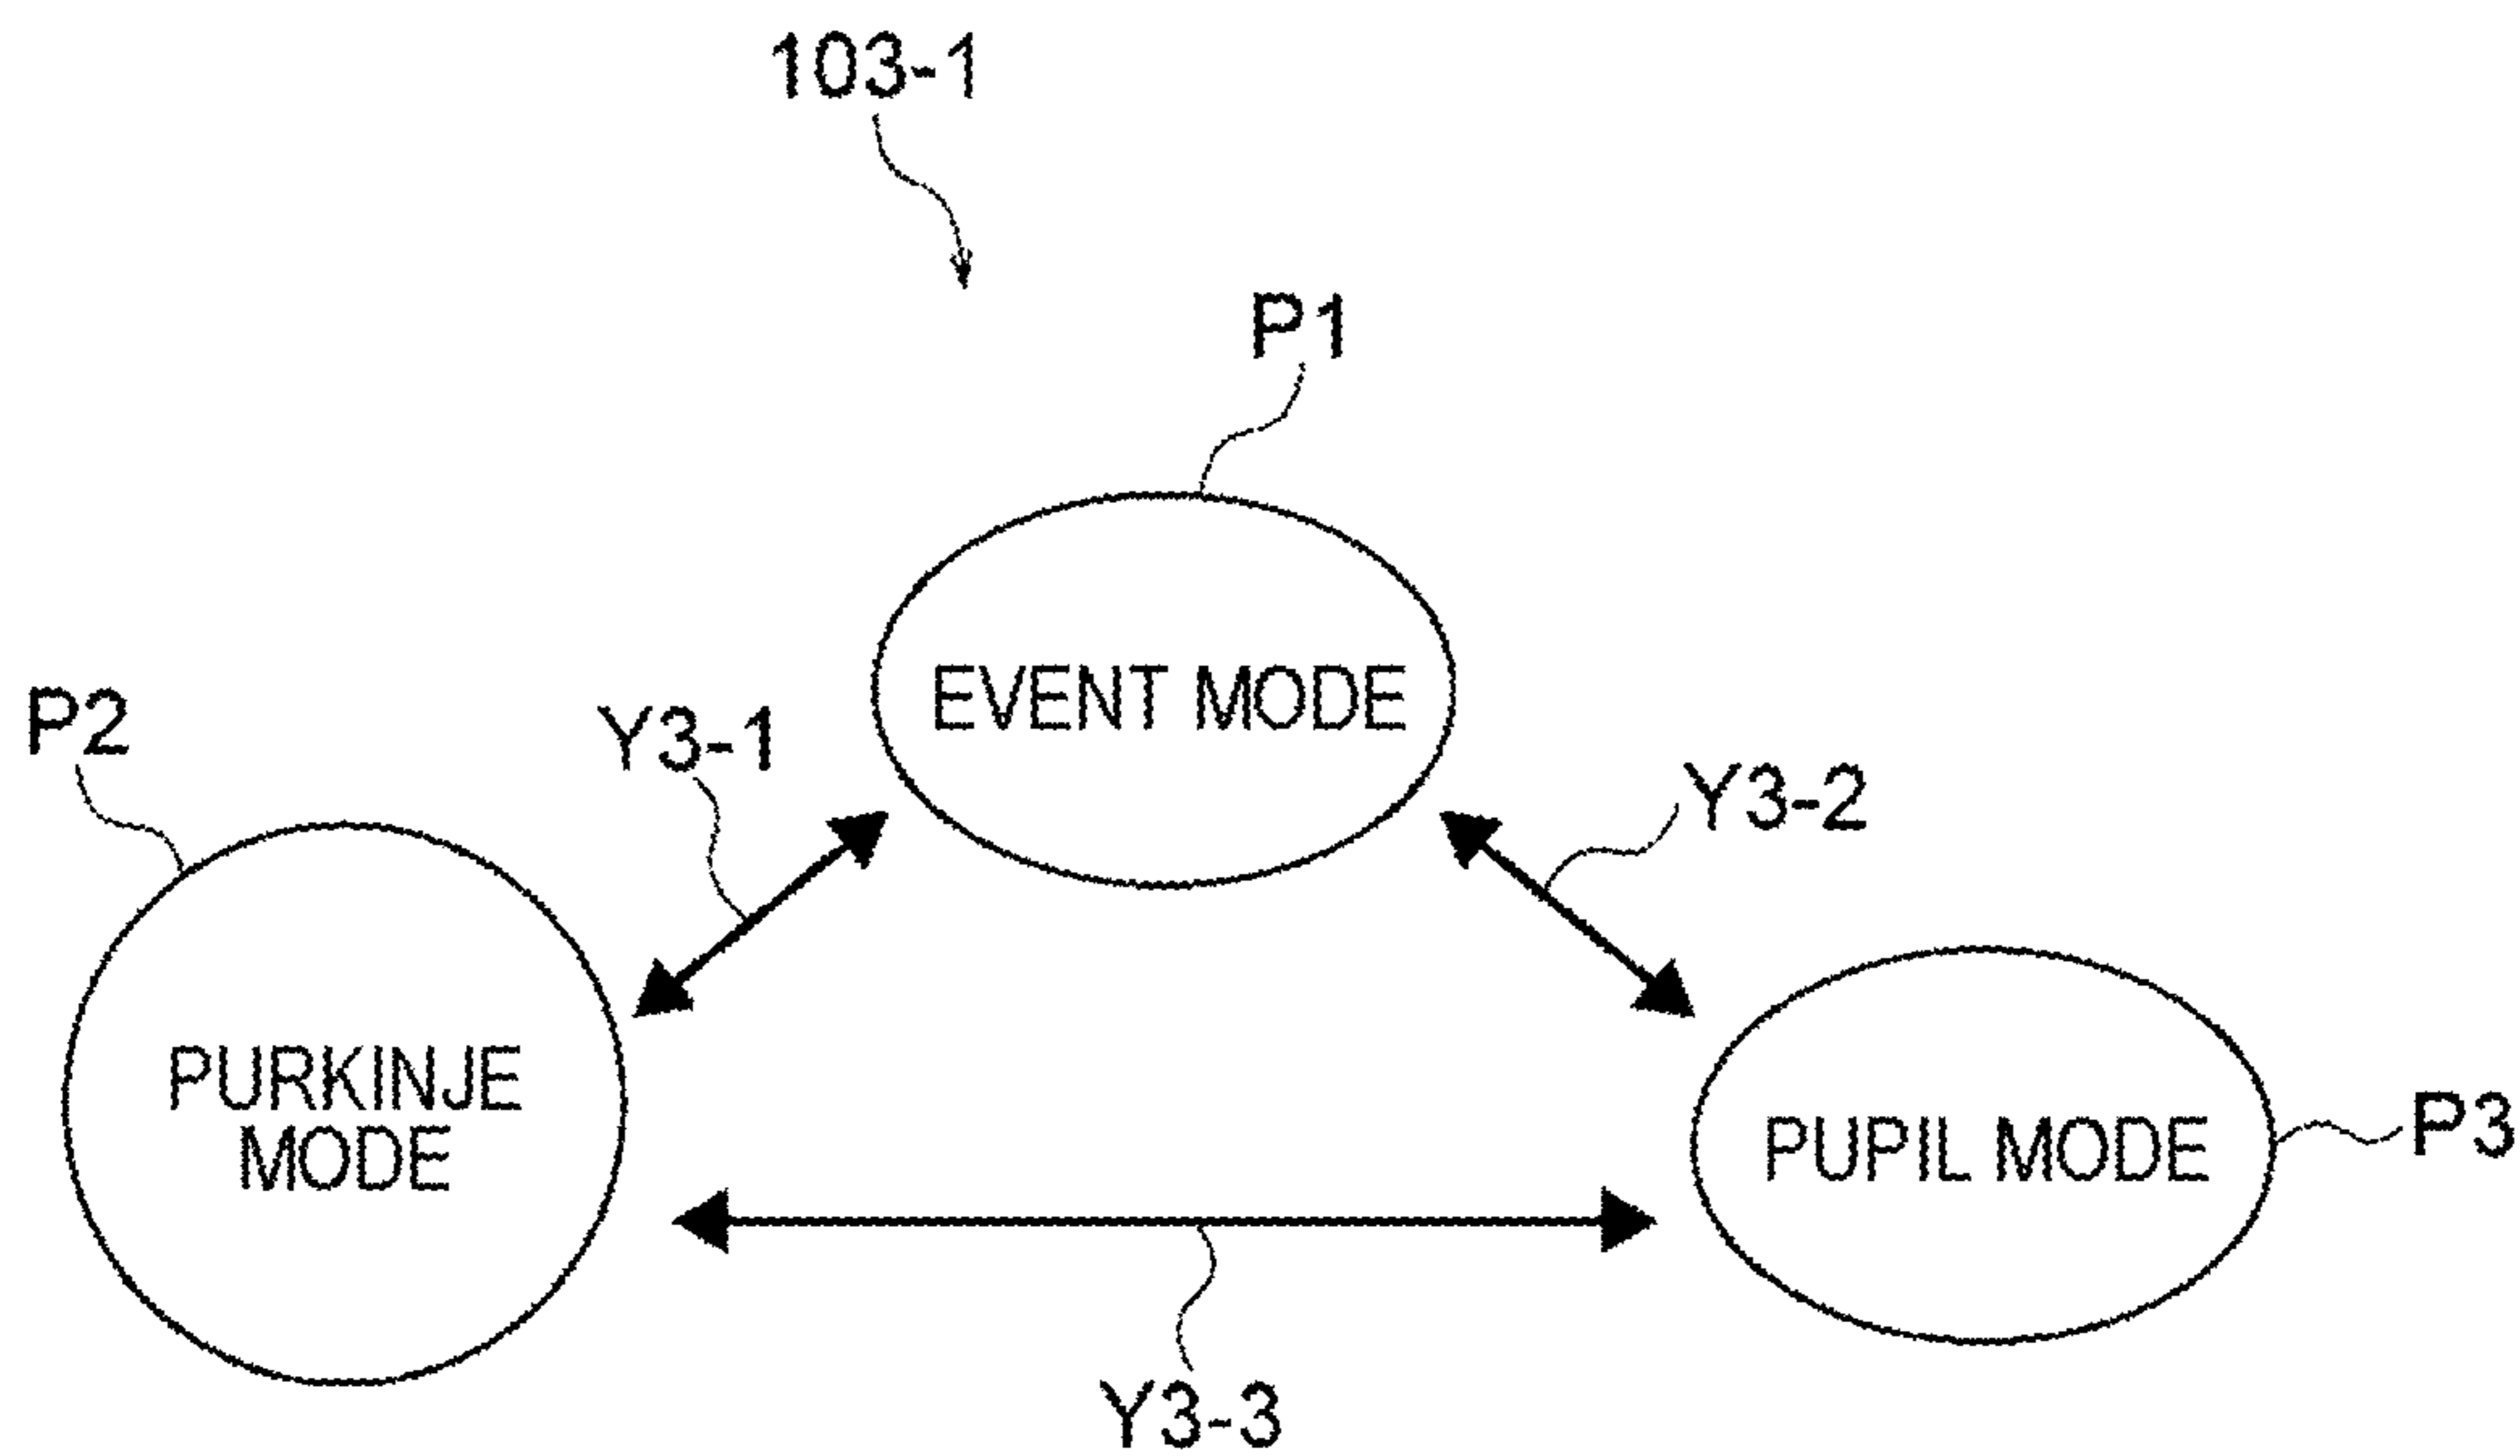 103-1
P1
EVENT MODE
P2
Y3-1
Y3-2
PURKINJE
MODE
PUPIL MODE
P3
Y3-3